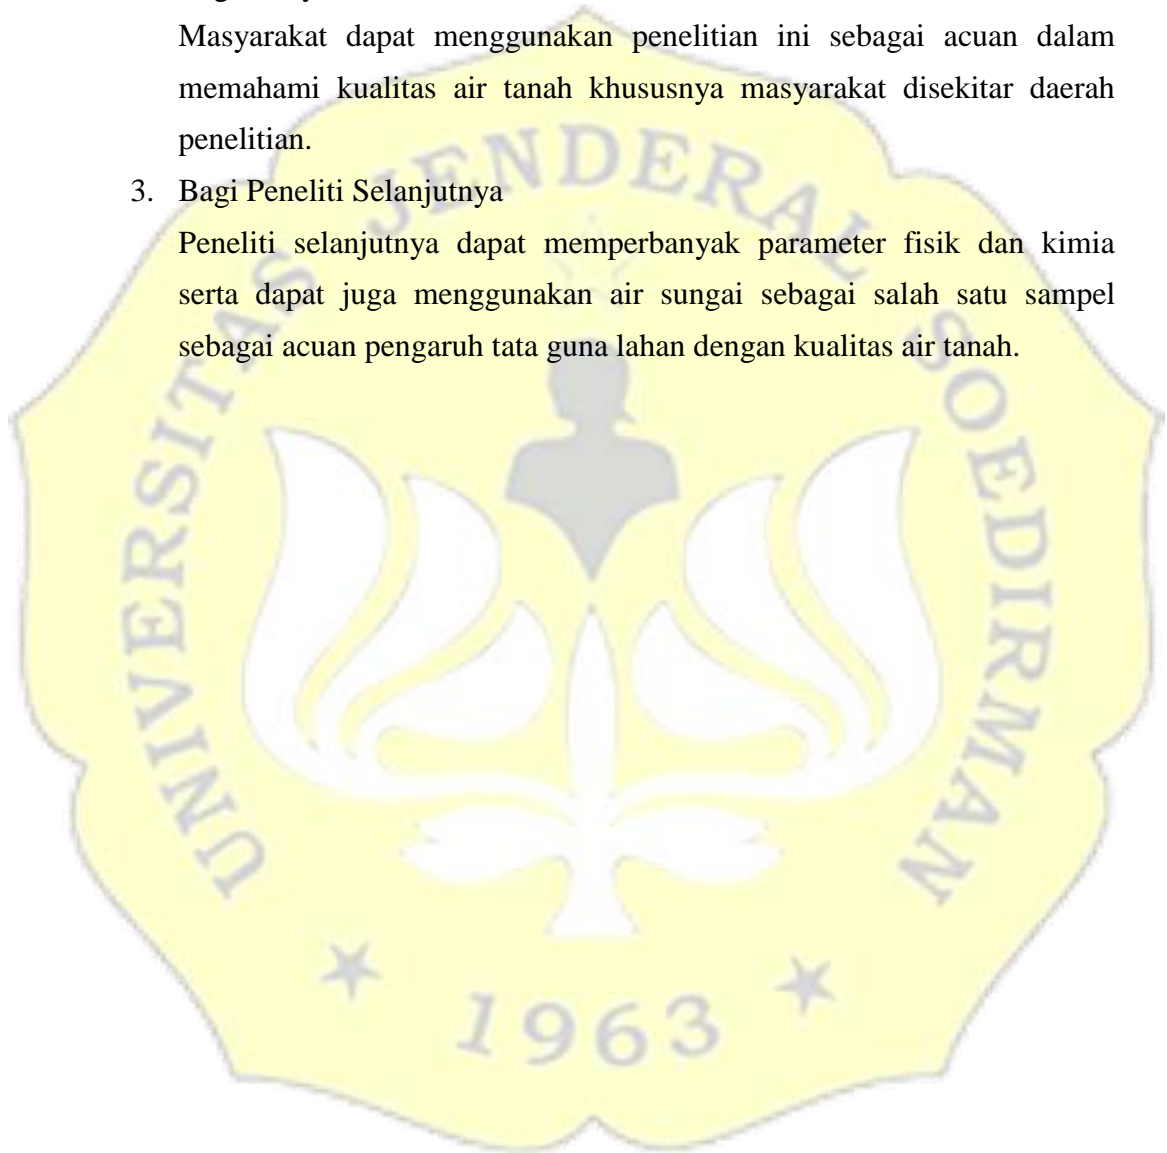 Masyarakat dapat menggunakan penelitian ini sebagai acuan dalam
memahami kualitas air tanah khususnya masyarakat disekitar daerah
penelitian.
3. Bagi Peneliti Selanjutnya
Peneliti selanjutnya dapat memperbanyak parameter fisik dan kimia
serta dapat juga menggunakan air sungai sebagai salah satu sampel
sebagai acuan pengaruh tata guna lahan dengan kualitas air tanah.
UNIVERSITAS JENDERAL SOEDIRMAN
1963